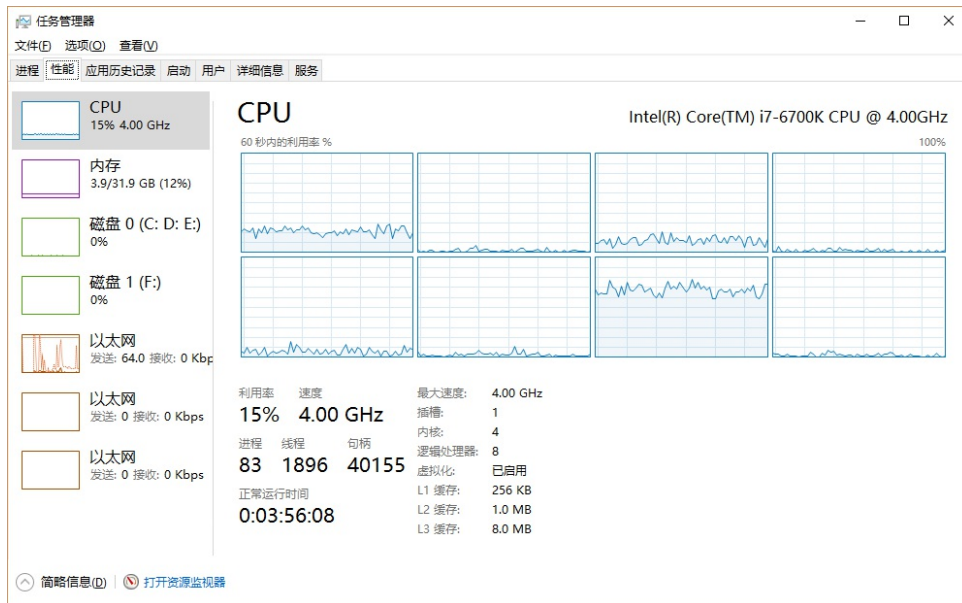 任务管理器
文件(F) 选项(O) 查看(V)
进程 性能 应用历史记录 启动 用户 详细信息 服务
CPU
15% 4.00 GHz
内存
3.9/31.9 GB (12%)
磁盘 0 (C: D: E:)
0%
磁盘 1 (F:)
0%
以太网
发送: 64.0 接收: 0 Kbp
以太网
发送: 0 接收: 0 Kbps
以太网
发送: 0 接收: 0 Kbps
CPU
Intel(R) Core(TM) i7-6700K CPU @ 4.00GHz
60 秒内的利用率 %
100%
利用率 速度
15% 4.00 GHz
进程 线程 句柄
83 1896 40155
正常运行时间
0:03:56:08
最大速度: 4.00 GHz
插槽: 1
内核: 4
逻辑处理器: 8
虚拟化: 已启用
L1 缓存: 256 KB
L2 缓存: 1.0 MB
L3 缓存: 8.0 MB
简略信息(D) 打开资源监视器